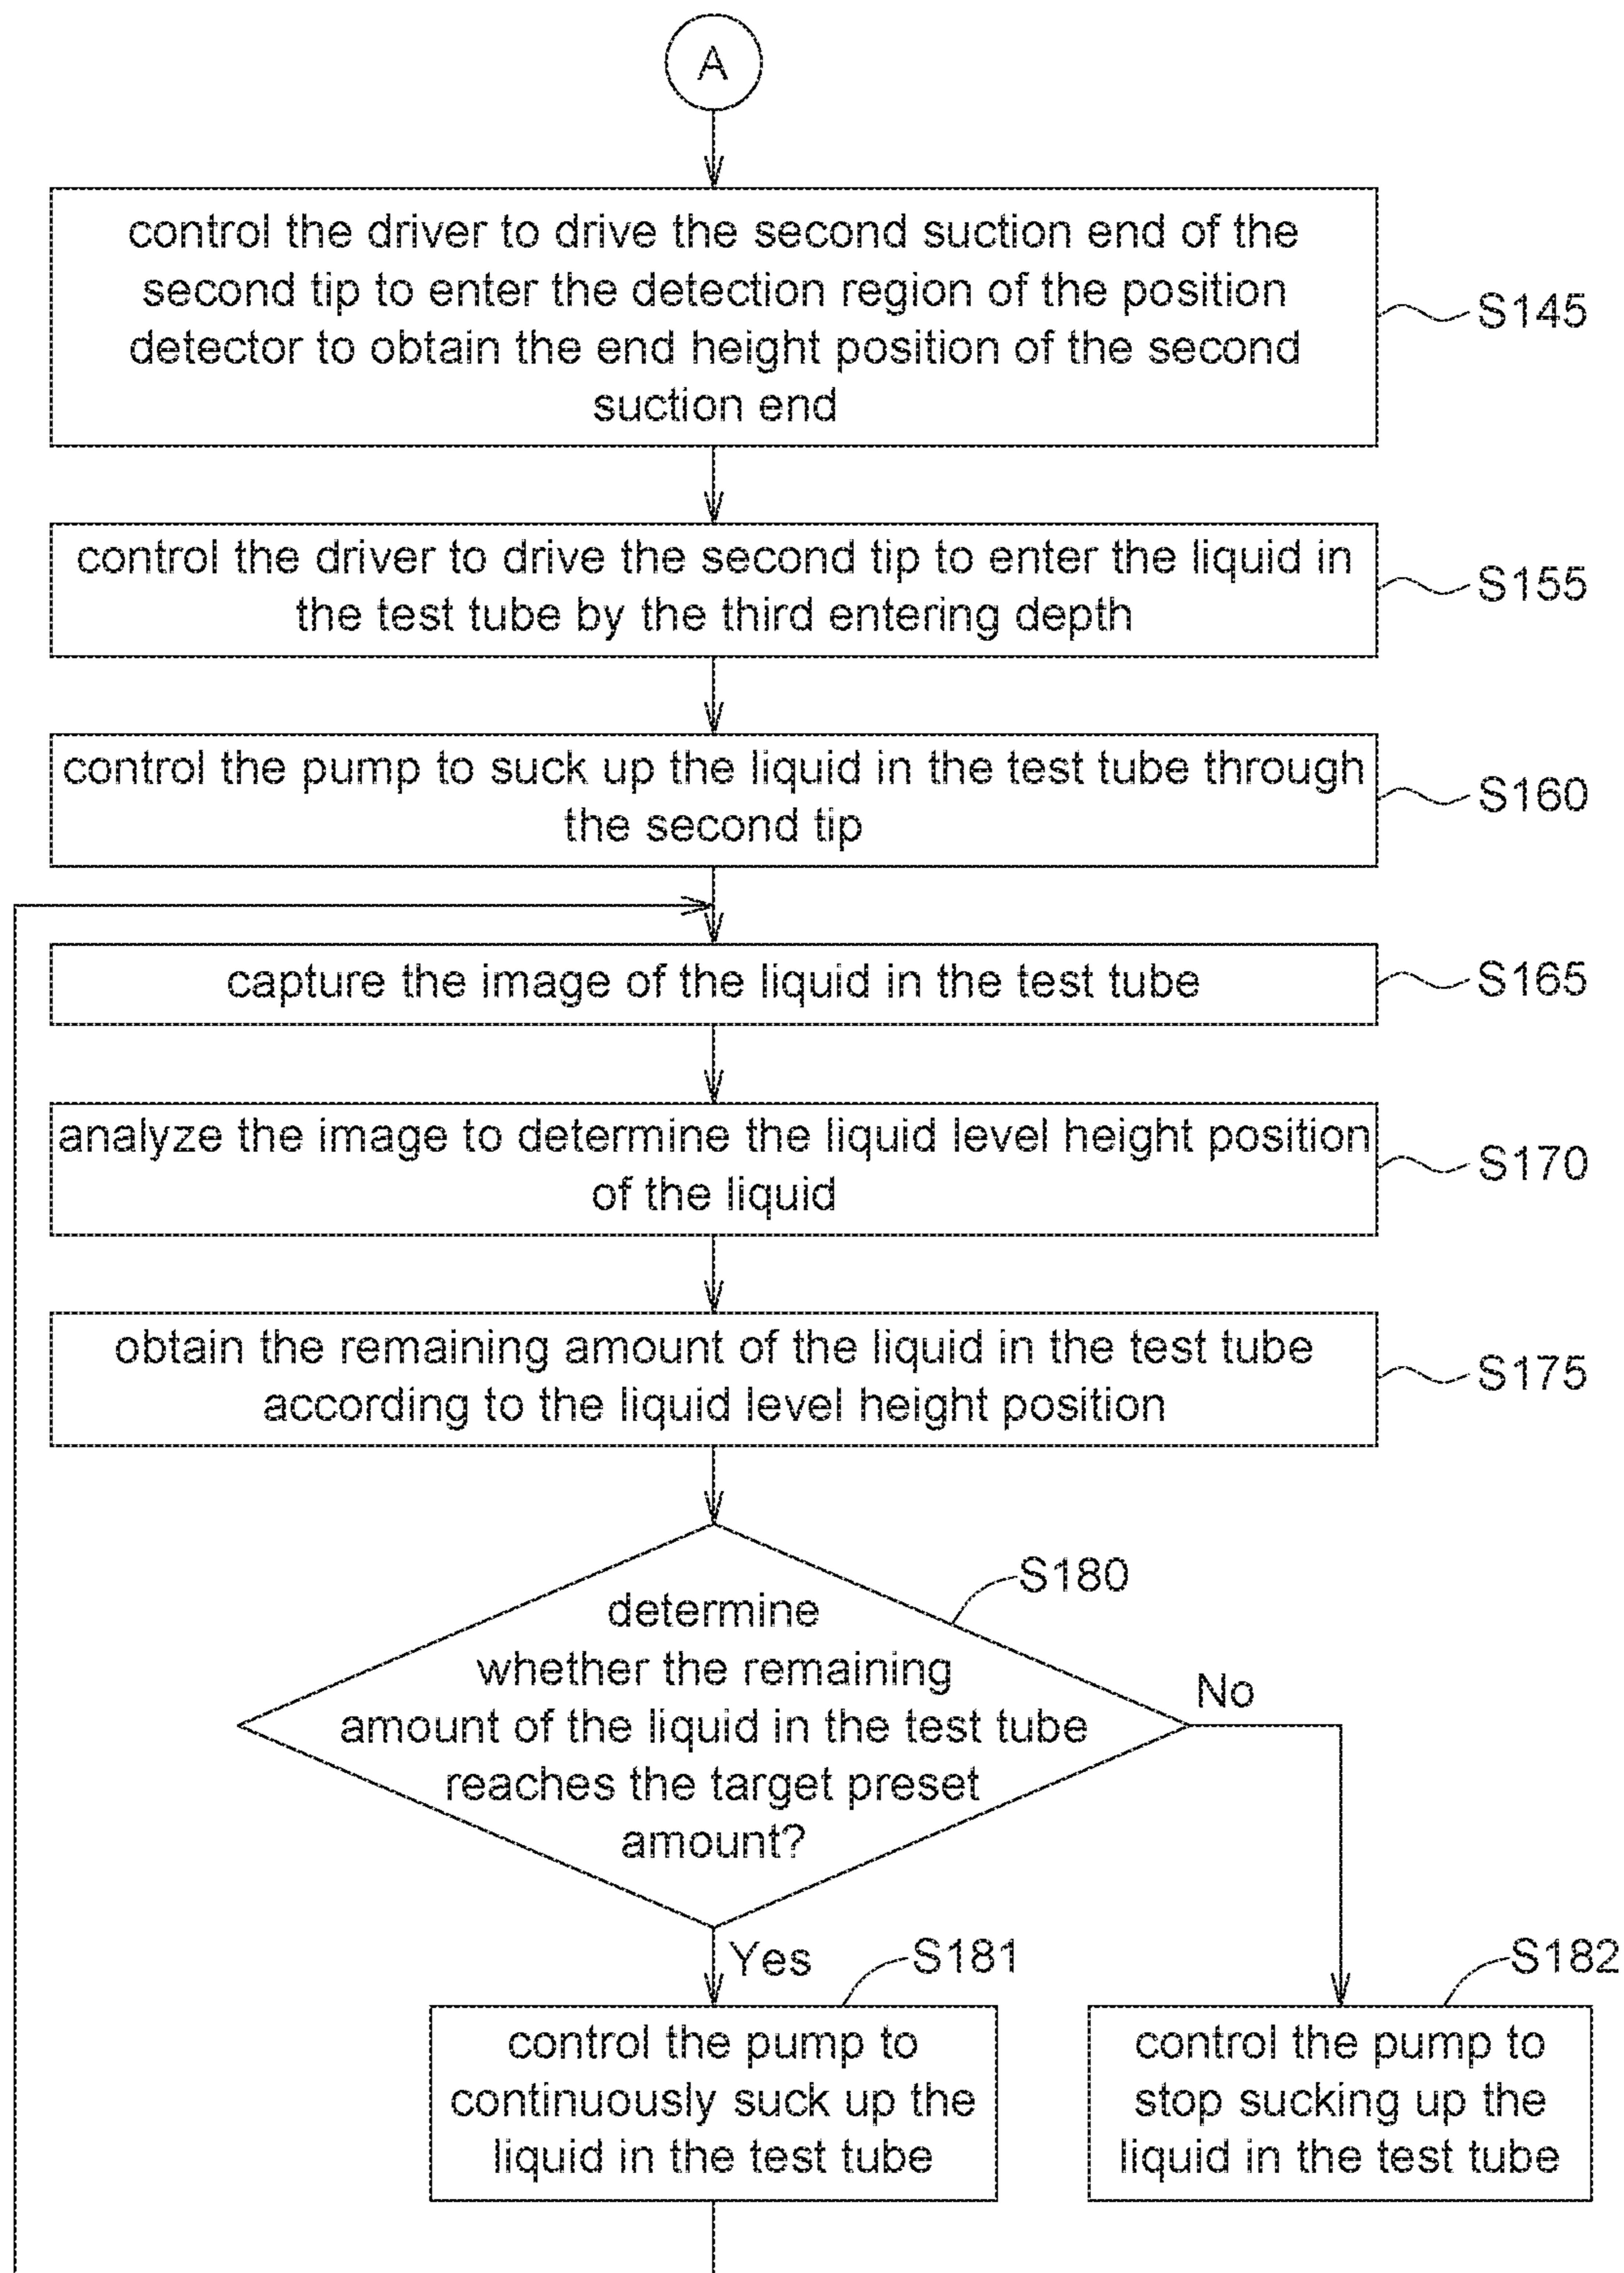 A
control the driver to drive the second suction end of the
second tip to enter the detection region of the position
detector to obtain the end height position of the second
suction end
S145
control the driver to drive the second tip to enter the liquid in
the test tube by the third entering depth
S155
control the pump to suck up the liquid in the test tube through
the second tip
S160
capture the image of the liquid in the test tube
S165
analyze the image to determine the liquid level height position
of the liquid
S170
obtain the remaining amount of the liquid in the test tube
according to the liquid level height position
S175
S180
determine
whether the remaining
amount of the liquid in the test tube
reaches the target preset
amount?
No
Yes
S181
S182
control the pump to
continuously suck up the
liquid in the test tube
control the pump to
stop sucking up the
liquid in the test tube